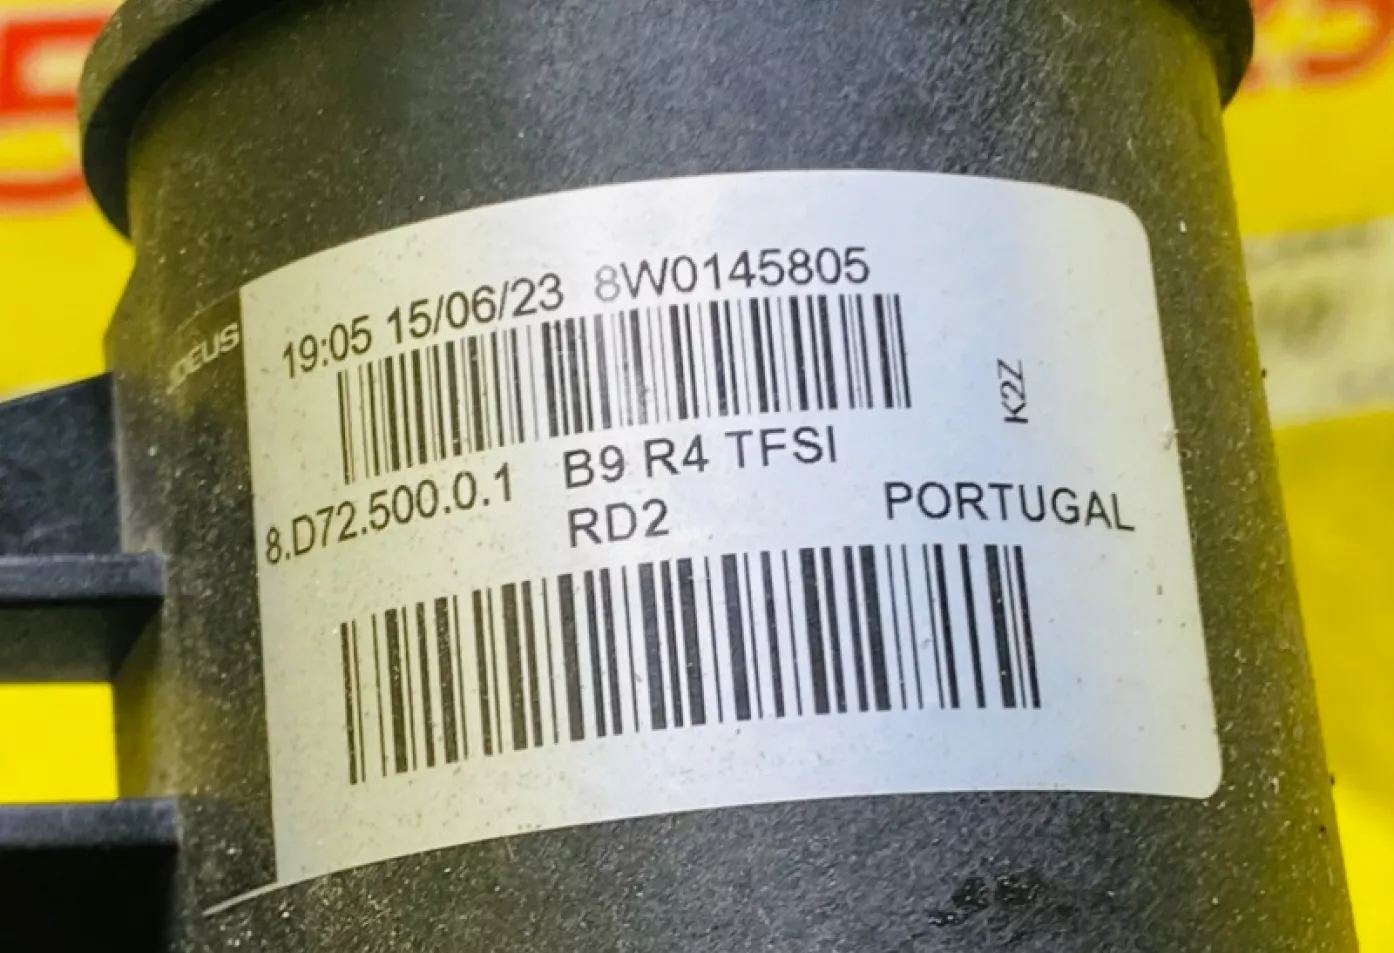 19:05 15/06/23 8W0145805
K2Z
8.D72.500.0.1 B9 R4 TFSI
RD2 PORTUGAL